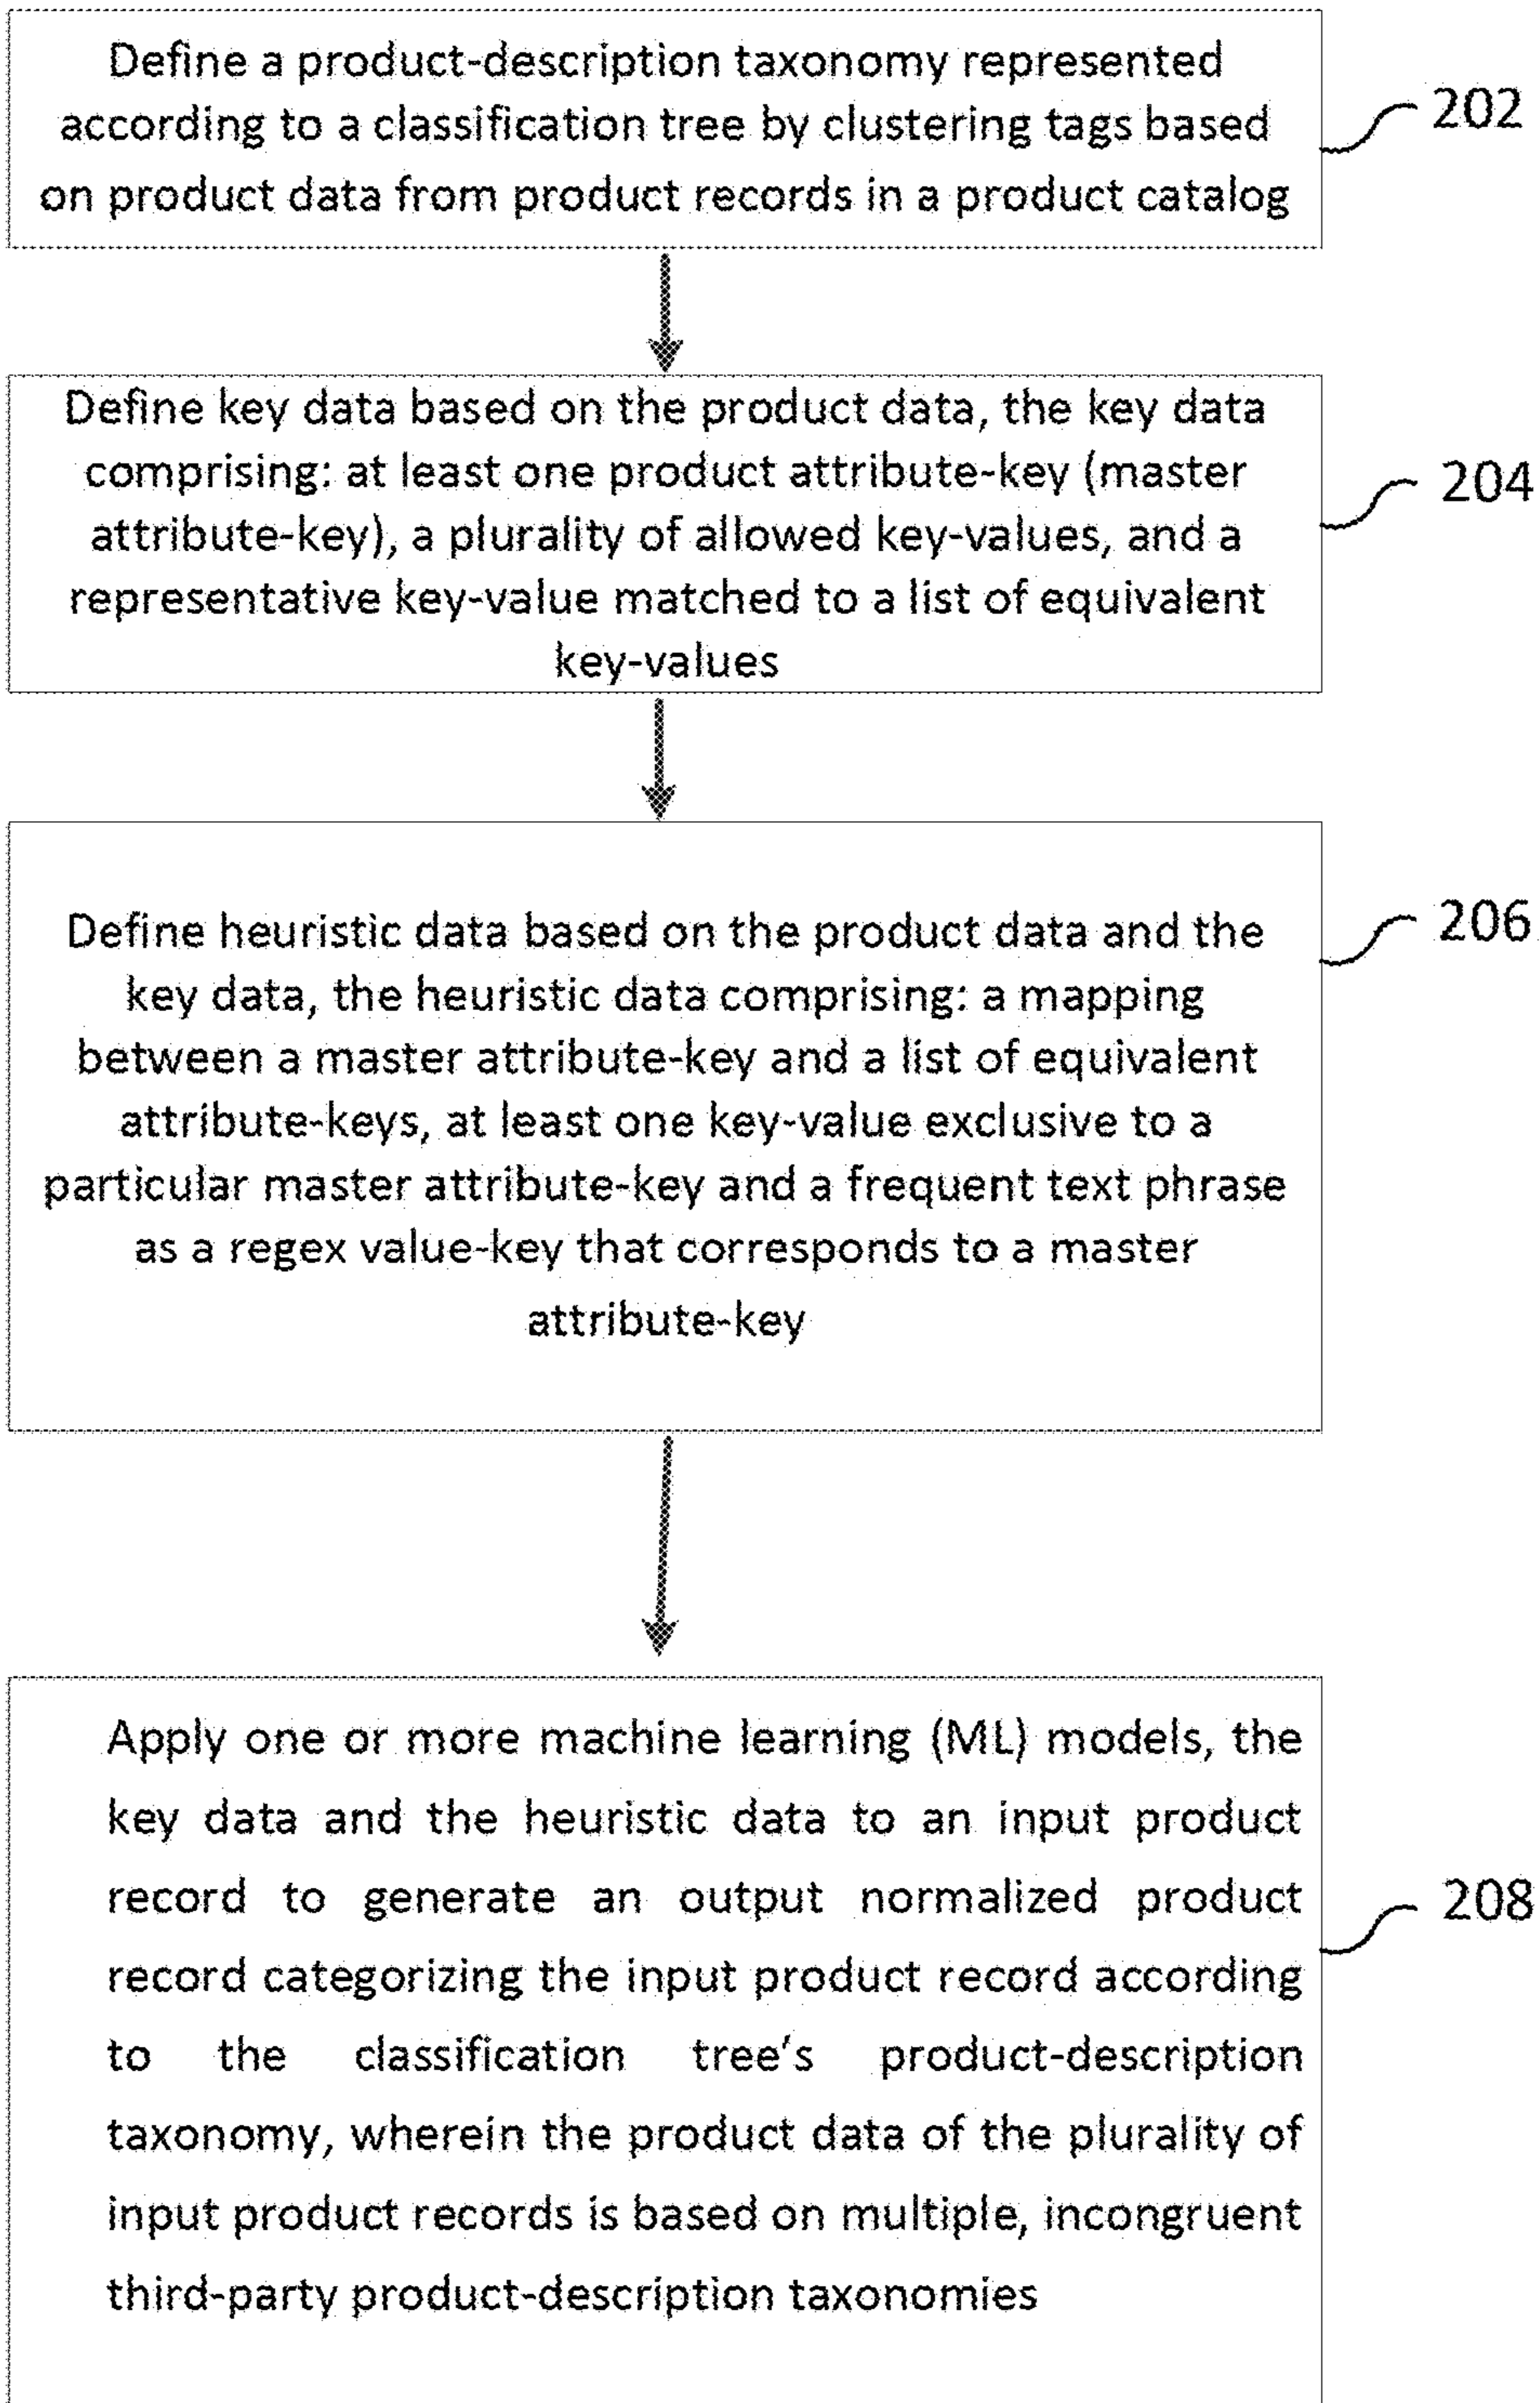 Define a product-description taxonomy represented
according to a classification tree by clustering tags based
on product data from product records in a product catalog
202
Define key data based on the product data, the key data
comprising: at least one product attribute-key (master
attribute-key), a plurality of allowed key-values, and a
representative key-value matched to a list of equivalent
key-values
204
Define heuristic data based on the product data and the
key data, the heuristic data comprising: a mapping
between a master attribute-key and a list of equivalent
attribute-keys, at least one key-value exclusive to a
particular master attribute-key and a frequent text phrase
as a regex value-key that corresponds to a master
attribute-key
206
Apply one or more machine learning (ML) models, the
key data and the heuristic data to an input product
record to generate an output normalized product
record categorizing the input product record according
to the classification tree's product-description
taxonomy, wherein the product data of the plurality of
input product records is based on multiple, incongruent
third-party product-description taxonomies
208